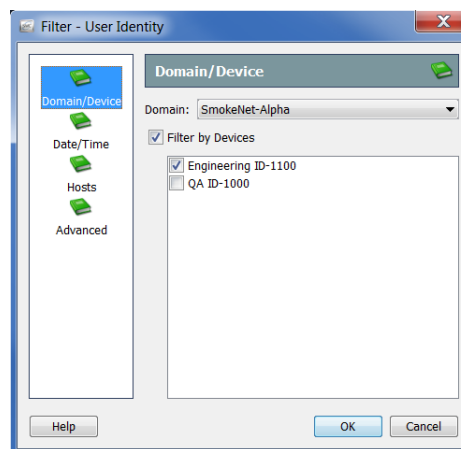 Filter - User Identity
Domain/Device
Date/Time
Hosts
Advanced
Domain/Device
Domain: SmokeNet-Alpha
Filter by Devices
Engineering ID-1100
QA ID-1000
Help
OK
Cancel